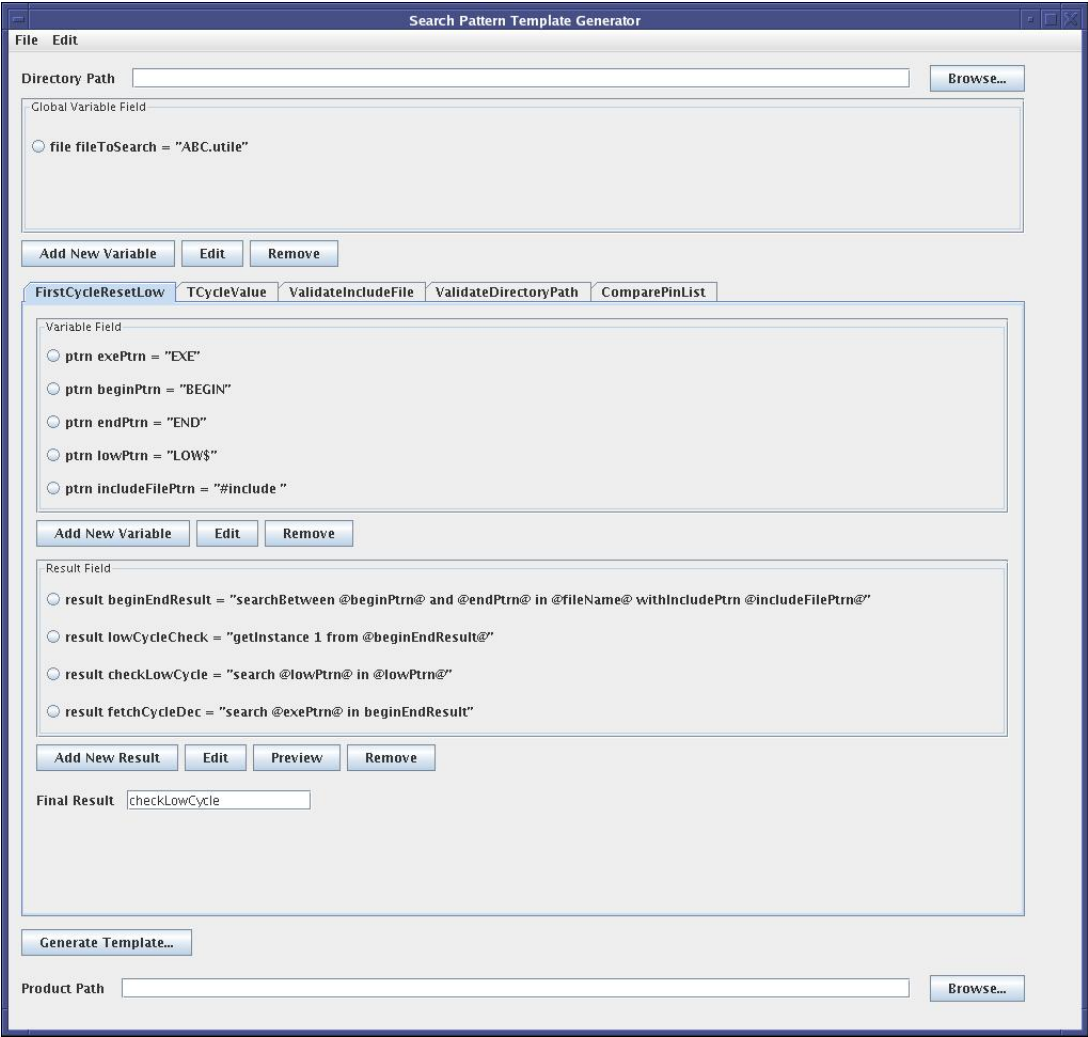 Search Pattern Template Generator
File Edit
Directory Path Browse...
Global Variable Field
file fileToSearch = "ABC.utile"
Add New Variable Edit Remove
FirstCycleResetLow TCycleValue ValidateIncludeFile ValidateDirectoryPath ComparePinList
Variable Field
ptrn exePtrn = "EXE"
ptrn beginPtrn = "BEGIN"
ptrn endPtrn = "END"
ptrn lowPtrn = "LOW$"
ptrn includeFilePtrn = "#include "
Add New Variable Edit Remove
Result Field
result beginEndResult = "searchBetween @beginPtrn@ and @endPtrn@ in @fileName@ withIncludePtrn @includeFilePtrn@"
result lowCycleCheck = "getInstance 1 from @beginEndResult@"
result checkLowCycle = "search @lowPtrn@ in @lowPtrn@"
result fetchCycleDec = "search @exePtrn@ in beginEndResult"
Add New Result Edit Preview Remove
Final Result checkLowCycle
Generate Template...
Product Path Browse...